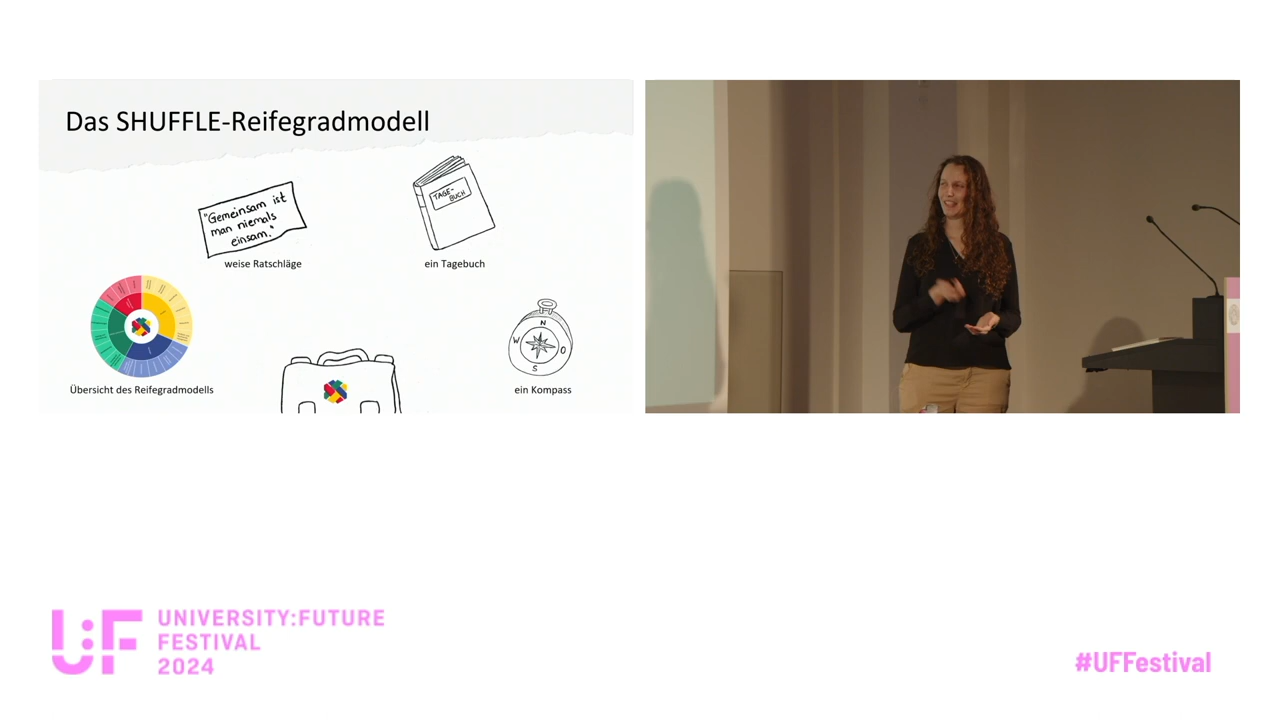 Das SHUFFLE-Reifegradmodell
"Gemeinsam ist
man niemals
einsam."
weise Ratschläge
TAGE-
BUCH
ein Tagebuch
Übersicht des Reifegradmodells
N
W
O
S
ein Kompass
U:F
UNIVERSITY:FUTURE
FESTIVAL
2024
#UFFestival